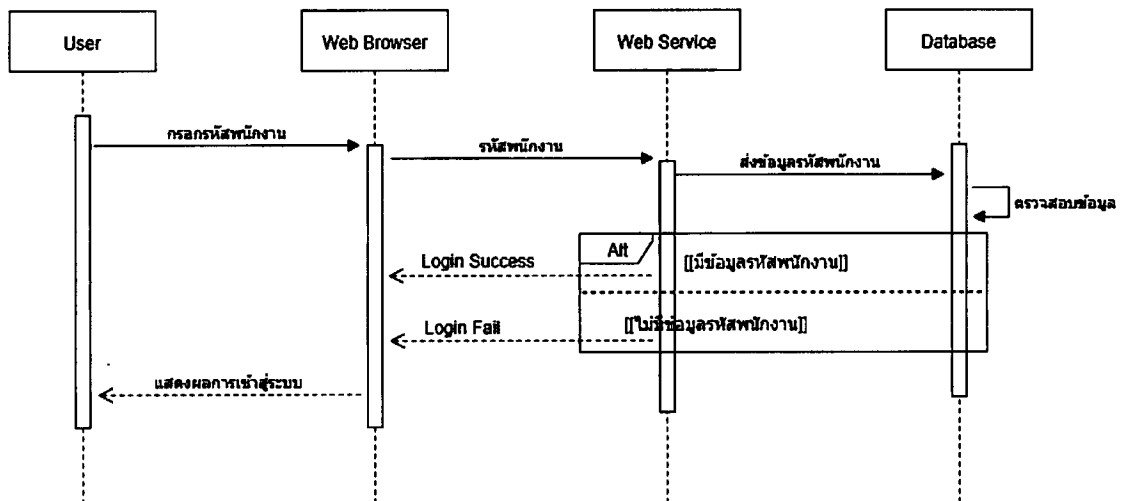 User
Web Browser
Web Service
Database
กรอกรหัสพนักงาน
รหัสพนักงาน
ส่งข้อมูลรหัสพนักงาน
ตรวจสอบข้อมูล
Alt
[[มีข้อมูลรหัสพนักงาน]]
Login Success
[[ไม่มีข้อมูลรหัสพนักงาน]]
Login Fail
แสดงผลการเข้าสู่ระบบ